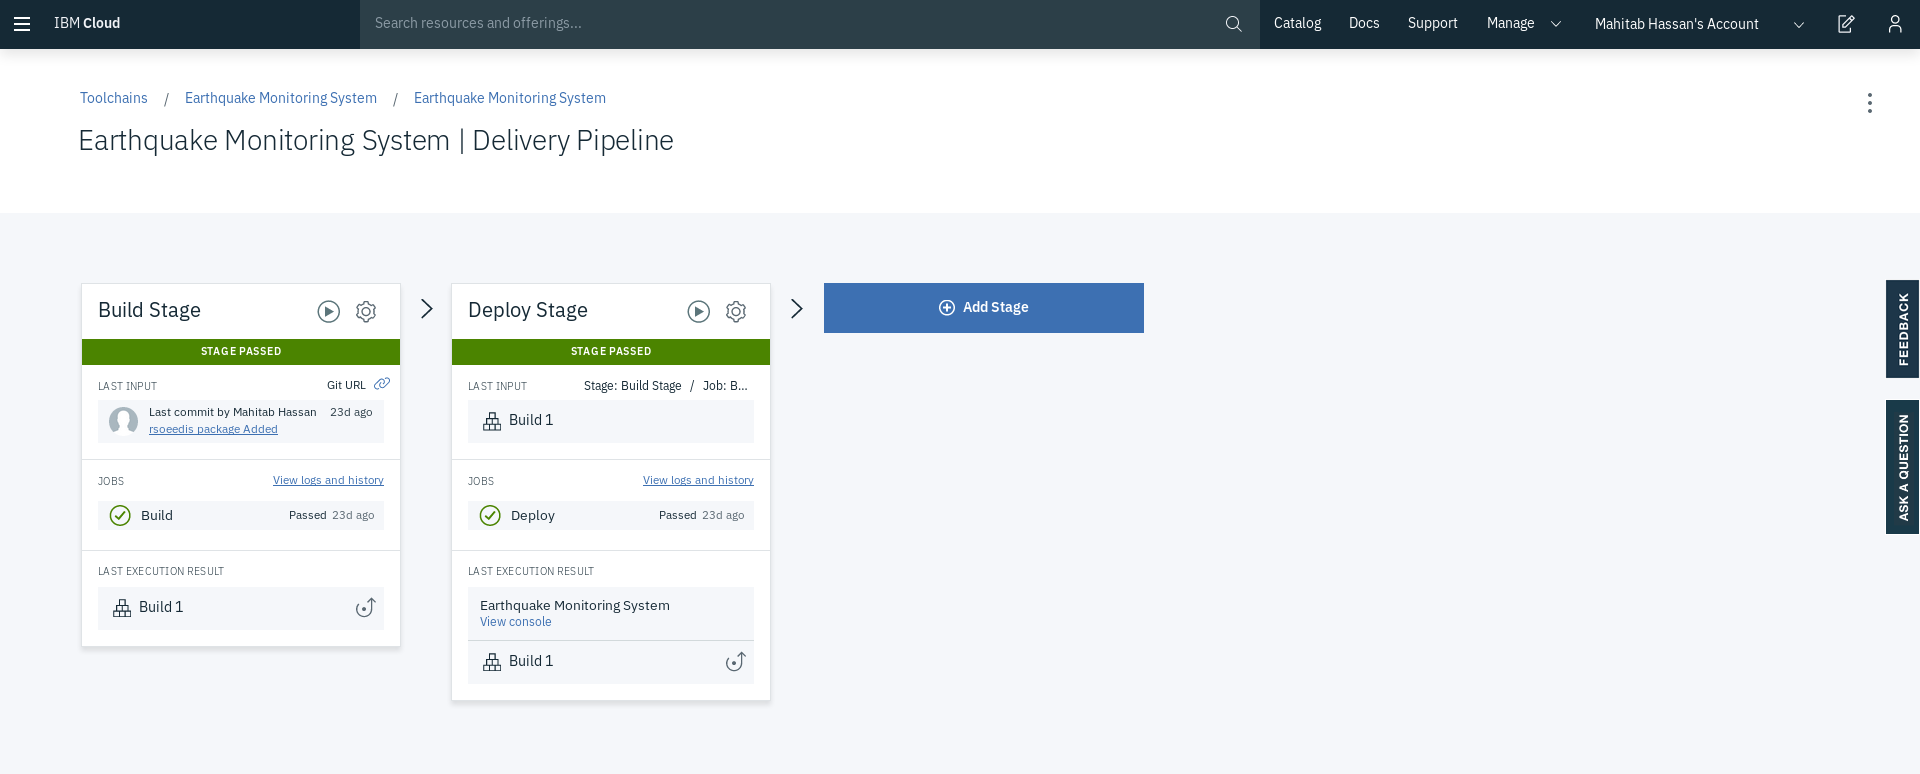 IBM Cloud
Search resources and offerings...
Catalog
Docs
Support
Manage
Mahitab Hassan's Account
Toolchains / Earthquake Monitoring System / Earthquake Monitoring System
Earthquake Monitoring System | Delivery Pipeline
Build Stage
STAGE PASSED
LAST INPUT
Git URL
Last commit by Mahitab Hassan 23d ago
rsoeedis package Added
JOBS
View logs and history
Build
Passed 23d ago
LAST EXECUTION RESULT
Build 1
Deploy Stage
STAGE PASSED
LAST INPUT
Stage: Build Stage / Job: B...
Build 1
JOBS
View logs and history
Deploy
Passed 23d ago
LAST EXECUTION RESULT
Earthquake Monitoring System
View console
Build 1
Add Stage
FEEDBACK
ASK A QUESTION